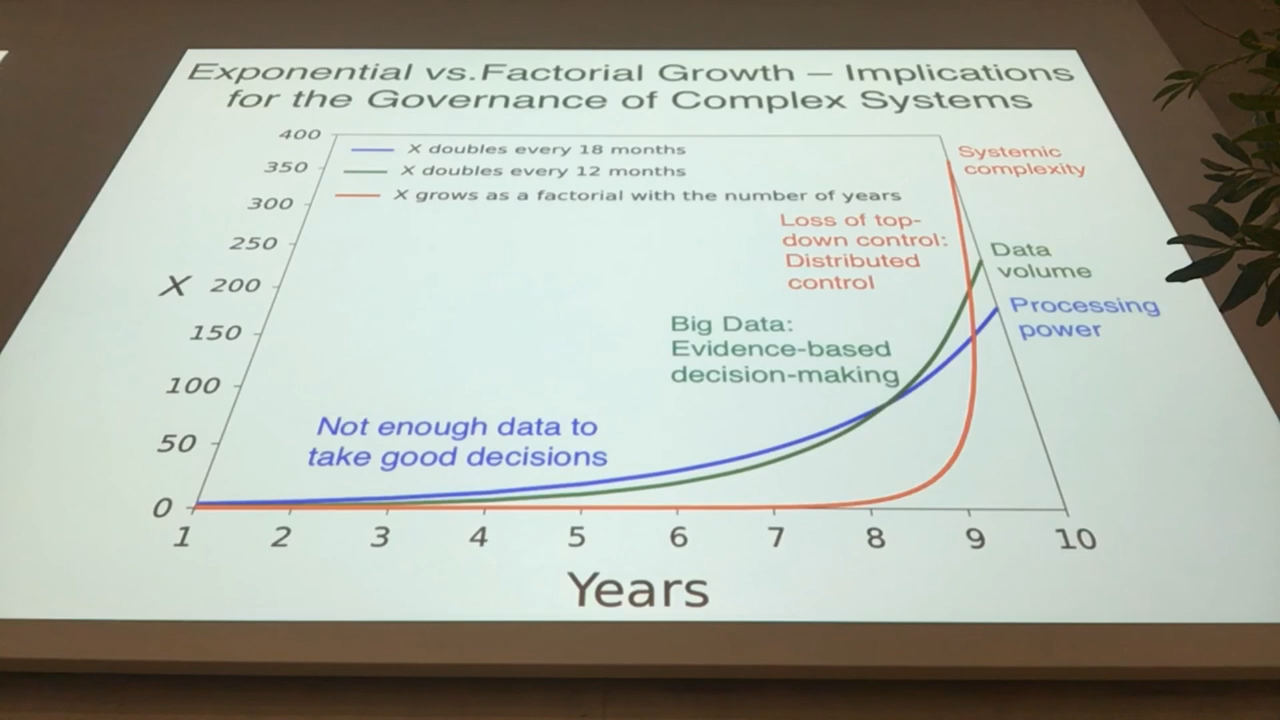 Exponential vs.Factorial Growth – Implications
for the Governance of Complex Systems
400
350
300
250
200
150
100
50
0
X
X doubles every 18 months
X doubles every 12 months
X grows as a factorial with the number of years
Systemic
complexity
Loss of top-
down control:
Distributed
control
Data
volume
Processing
power
Big Data:
Evidence-based
decision-making
Not enough data to
take good decisions
1 2 3 4 5 6 7 8 9 10
Years